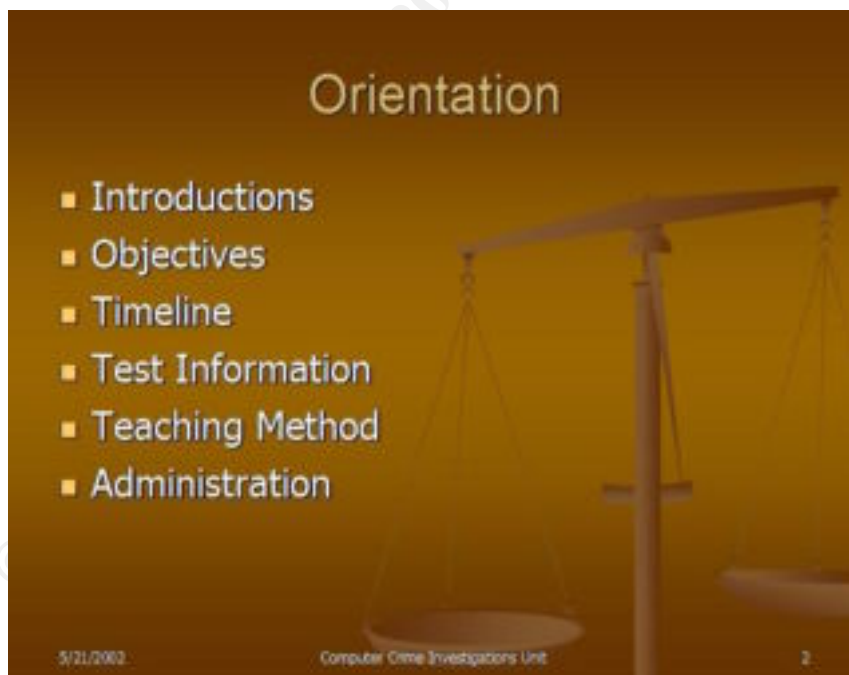 Orientation
Introductions
Objectives
Timeline
Test Information
Teaching Method
Administration
5/21/2002 Computer Crime Investigations Unit 2